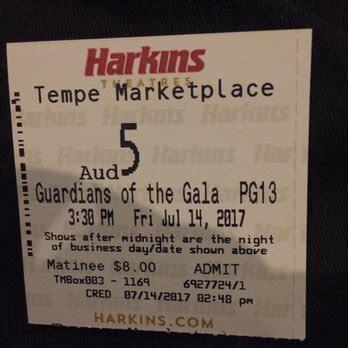 Harkins
THEATRES
Tempe Marketplace
Aud 5
Guardians of the Gala PG13
3:30 PM Fri Jul 14, 2017
Shows after midnight are the night
of business day/date shown above
Matinee $8.00 ADMIT
TMBox003 - 1169 6927724/1
CRED 07/14/2017 02:48 pm
HARKINS.COM